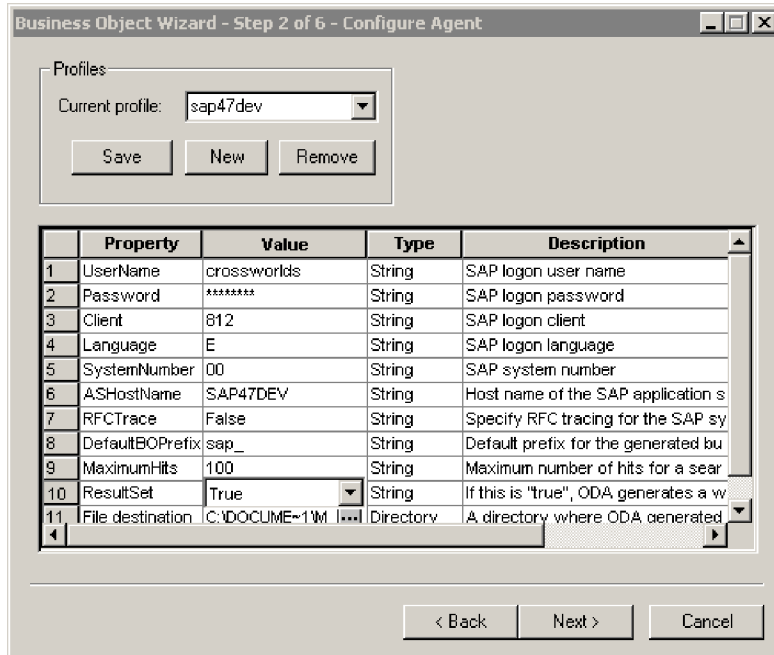 Business Object Wizard - Step 2 of 6 - Configure Agent
Profiles
Current profile: sap47dev
Save New Remove
Property Value Type Description
1 UserName crossworlds String SAP logon user name
2 Password ******** String SAP logon password
3 Client 812 String SAP logon client
4 Language E String SAP logon language
5 SystemNumber 00 String SAP system number
6 ASHostName SAP47DEV String Host name of the SAP application s
7 RFCTrace False String Specify RFC tracing for the SAP sy
8 DefaultBOPrefix sap_ String Default prefix for the generated bu
9 MaximumHits 100 String Maximum number of hits for a sear
10 ResultSet True String If this is "true", ODA generates a w
11 File destination C:\DOCUME~1\M ... Directory A directory where ODA generated
< Back Next > Cancel